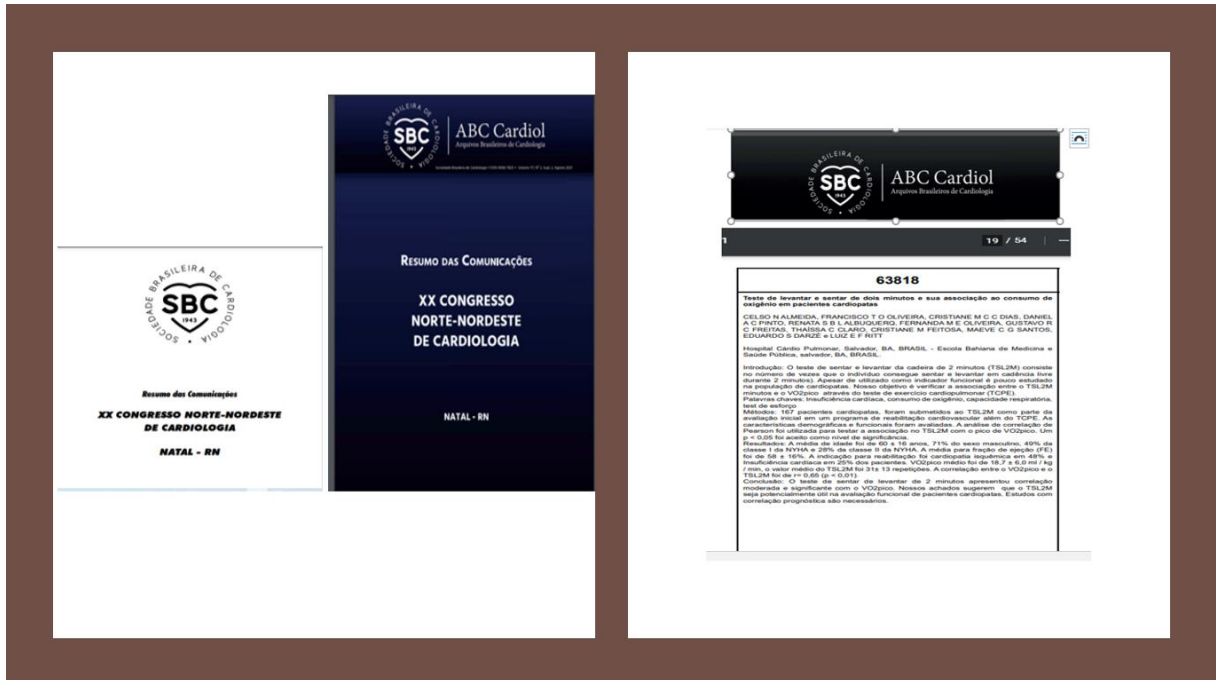 SOCIEDADE BRASILEIRA DE CARDIOLOGIA
SBC
1943
Resumo das Comunicações
XX CONGRESSO NORTE-NORDESTE
DE CARDIOLOGIA
NATAL - RN
SOCIEDADE BRASILEIRA DE CARDIOLOGIA
SBC
1943
ABC Cardiol
Arquivos Brasileiros de Cardiologia
RESUMO DAS COMUNICAÇÕES
XX CONGRESSO
NORTE-NORDESTE
DE CARDIOLOGIA
NATAL - RN
SOCIEDADE BRASILEIRA DE CARDIOLOGIA
SBC
1943
ABC Cardiol
Arquivos Brasileiros de Cardiologia
19 / 54
63818
Teste de levantar e sentar de dois minutos e sua associação ao consumo de
oxigênio em pacientes cardiopatas
CELSO N ALMEIDA, FRANCISCO T O OLIVEIRA, CRISTIANE M C C DIAS, DANIEL
A C PINTO, RENATA S B L ALBUQUERQ, FERNANDA M E OLIVEIRA, GUSTAVO R
C FREITAS, THAÍSSA C CLARO, CRISTIANE M FEITOSA, MAEVE C G SANTOS,
EDUARDO S DARZÉ e LUIZ E F RITT
Hospital Cárdio Pulmonar, Salvador, BA, BRASIL - Escola Bahiana de Medicina e
Saúde Pública, salvador, BA, BRASIL.
Introdução: O teste de sentar e levantar da cadeira de 2 minutos (TSL2M) consiste
no número de vezes que o indivíduo consegue sentar e levantar em cadência livre
durante 2 minutos). Apesar de utilizado como indicador funcional é pouco estudado
na população de cardiopatas. Nosso objetivo é verificar a associação entre o TSL2M
minutos e o VO2pico através do teste de exercício cardiopulmonar (TCPE).
Palavras chaves: Insuficiência cardíaca, consumo de oxigênio, capacidade respiratória,
test de esforço
Métodos: 167 pacientes cardiopatas, foram submetidos ao TSL2M como parte da
avaliação inicial em um programa de reabilitação cardiovascular além do TCPE. As
características demográficas e funcionais foram avaliadas. A análise de correlação de
Pearson foi utilizada para testar a associação no TSL2M com o pico de VO2pico. Um
p < 0,05 foi aceito como nível de significância.
Resultados: A média de idade foi de 60 ± 16 anos, 71% do sexo masculino, 49% da
classe I da NYHA e 28% da classe II da NYHA. A média para fração de ejeção (FE)
foi de 58 ± 16%. A indicação para reabilitação foi cardiopatia isquêmica em 48% e
Insuficiência cardíaca em 25% dos pacientes. VO2pico médio foi de 18,7 ± 6,0 ml / kg
/ min, o valor médio do TSL2M foi 31± 13 repetições. A correlação entre o VO2pico e o
TSL2M foi de r= 0,65 (p < 0,01).
Conclusão: O teste de sentar de levantar de 2 minutos apresentou correlação
moderada e significante com o VO2pico. Nossos achados sugerem que o TSL2M
seja potencialmente útil na avaliação funcional de pacientes cardiopatas. Estudos com
correlação prognóstica são necessários.